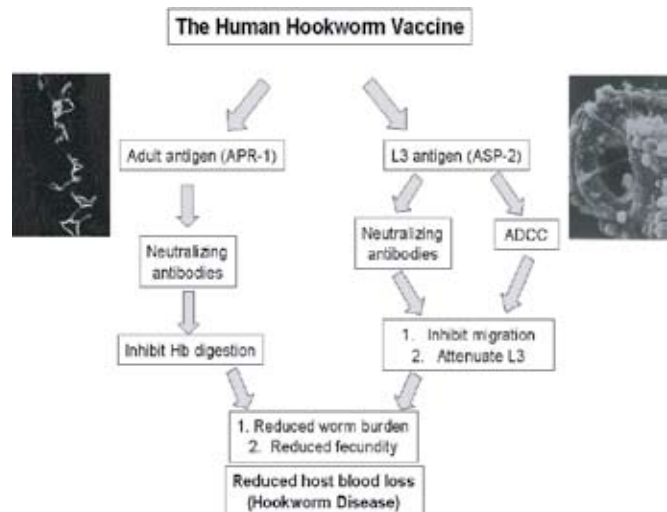 The Human Hookworm Vaccine
Adult antigen (APR-1)
L3 antigen (ASP-2)
Neutralizing
antibodies
Neutralizing
antibodies
ADCC
Inhibit Hb digestion
1. Inhibit migration
2. Attenuate L3
1. Reduced worm burden
2. Reduced fecundity
Reduced host blood loss
(Hookworm Disease)